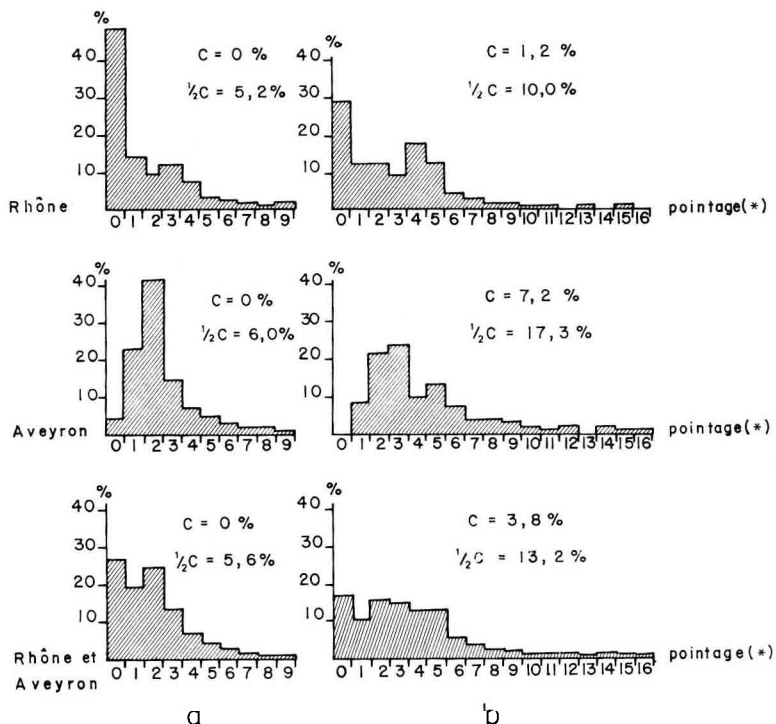 %
40
30
20
10
C = 0 %
½C = 5,2%
Rhône
0 1 2 3 4 5 6 7 8 9
%
40
30
20
10
C = 1,2 %
½C = 10,0%
0 1 2 3 4 5 6 7 8 9 10 11 12 13 14 15 16
pointage(*)
%
40
30
20
10
C = 0 %
½C = 6,0%
Aveyron
0 1 2 3 4 5 6 7 8 9
%
40
30
20
10
C = 7,2 %
½C = 17,3%
0 1 2 3 4 5 6 7 8 9 10 11 12 13 14 15 16
pointage(*)
%
40
30
20
10
C = 0 %
½C = 5,6%
Rhône et
Aveyron
0 1 2 3 4 5 6 7 8 9
%
40
30
20
10
C = 3,8%
½C = 13,2%
0 1 2 3 4 5 6 7 8 9 10 11 12 13 14 15 16
pointage(*)
a
b